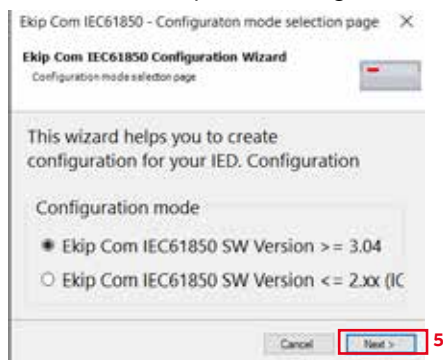 Ekip Com IEC61850 - Configuraton mode selection page
Ekip Com IEC61850 Configuration Wizard
Configuration mode selection page
This wizard helps you to create
configuration for your IED. Configuration
Configuration mode
Ekip Com IEC61850 SW Version >= 3.04
Ekip Com IEC61850 SW Version <= 2.xx (IC
Cancel
Next >
5